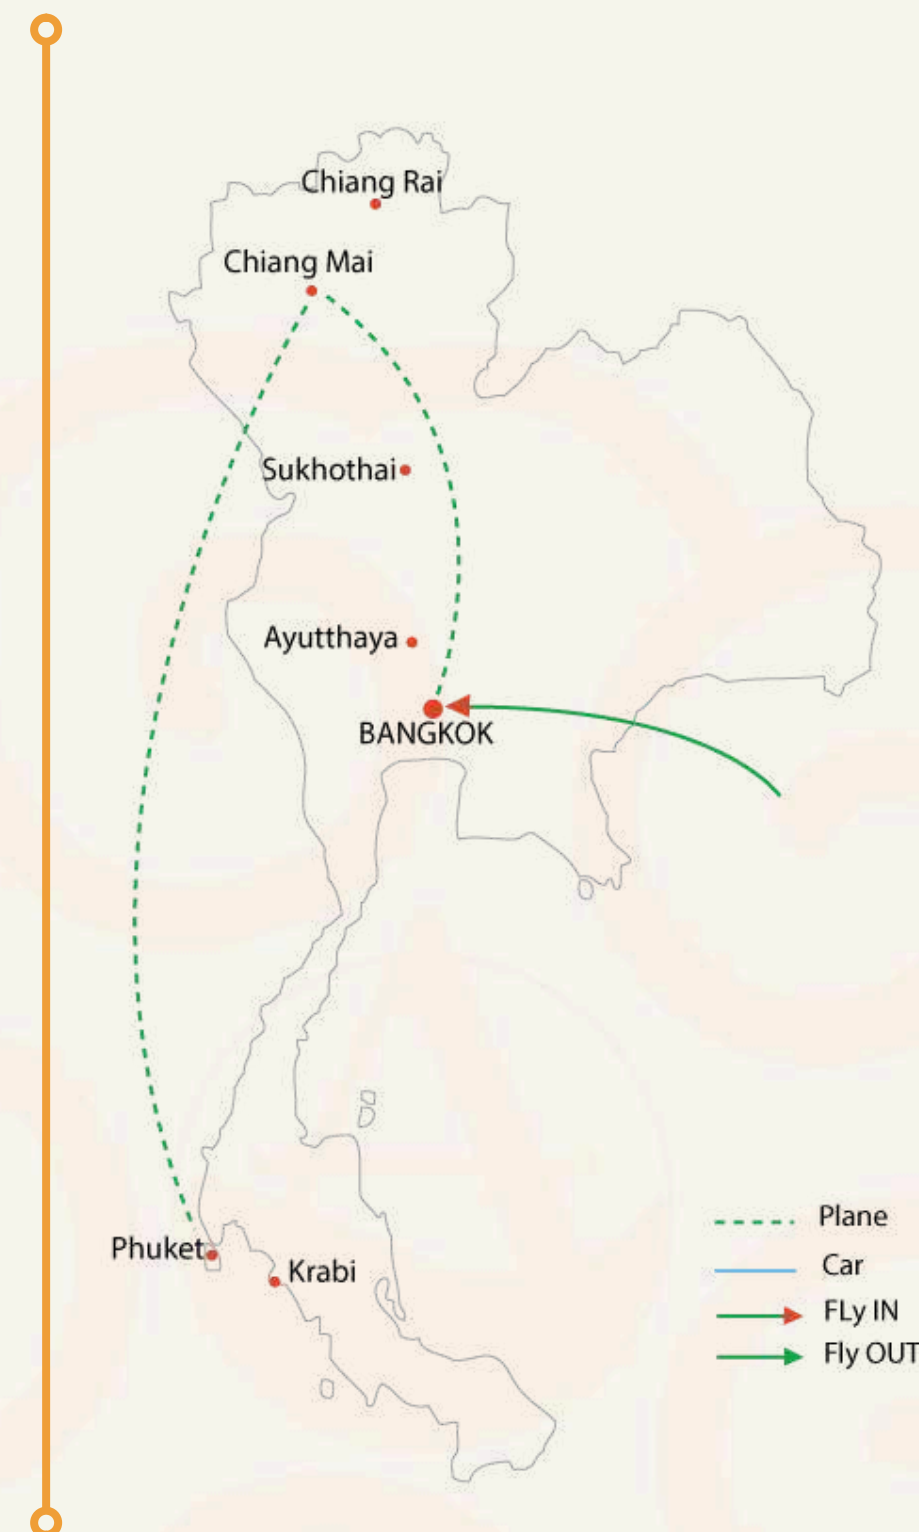 Chiang Rai
Chiang Mai
Sukhothai
Ayutthaya
BANGKOK
Phuket
Krabi
Plane
Car
FLy IN
Fly OUT